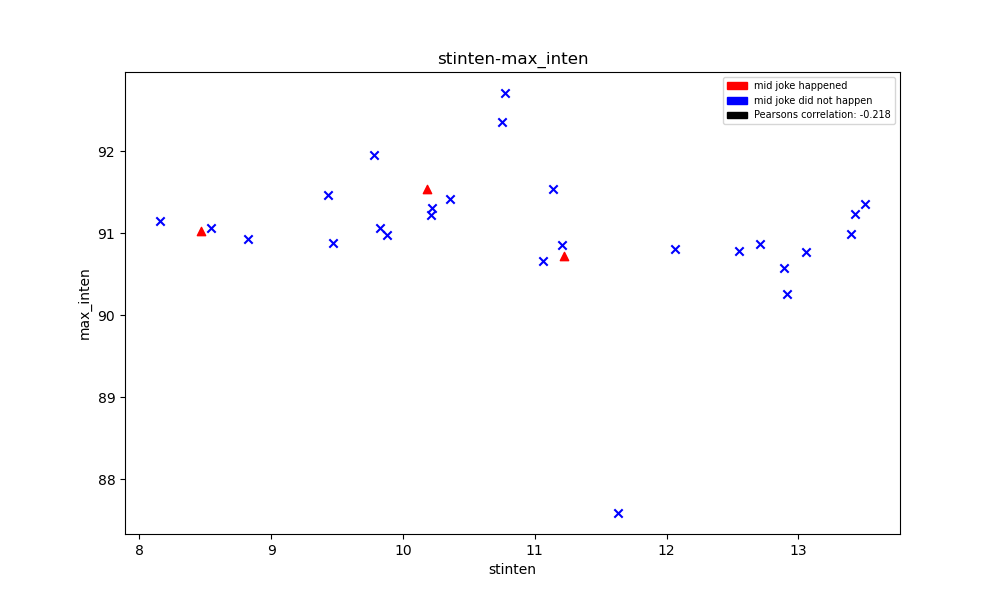 stinten-max_inten
mid joke happened
mid joke did not happen
Pearsons correlation: -0.218
92
91
90
89
88
max_inten
8 9 10 11 12 13
stinten